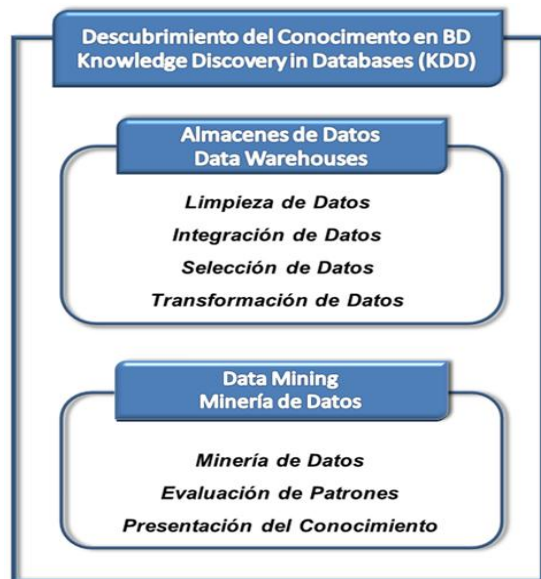 Descubrimiento del Conocimento en BD
Knowledge Discovery in Databases (KDD)
Almacenes de Datos
Data Warehouses
Limpieza de Datos
Integración de Datos
Selección de Datos
Transformación de Datos
Data Mining
Minería de Datos
Minería de Datos
Evaluación de Patrones
Presentación del Conocimiento